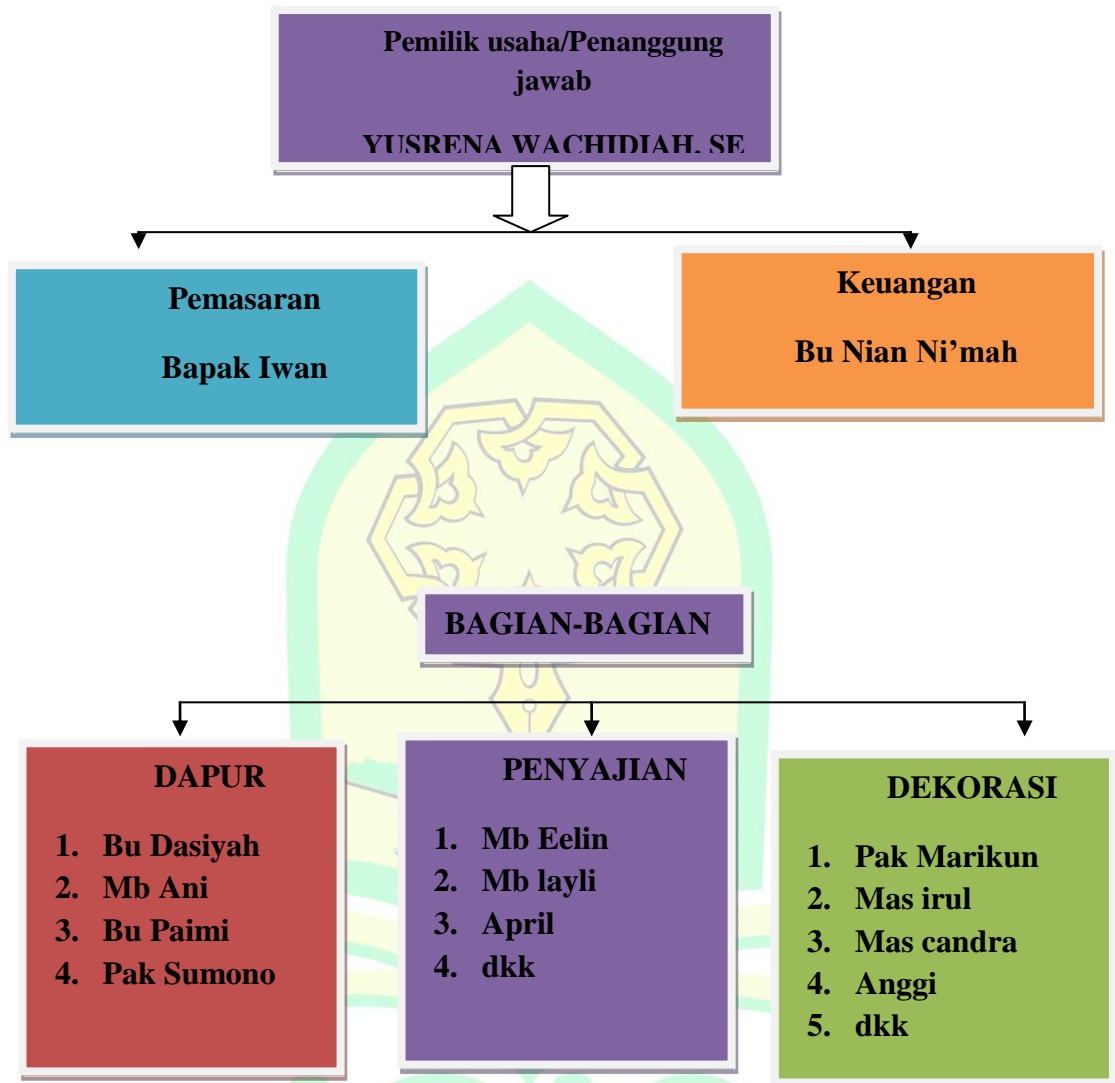 Pemilik usaha/Penanggung
jawab
YUSRENA WACHIDIAH, SE
Pemasaran
Bapak Iwan
Keuangan
Bu Nian Ni’mah
BAGIAN-BAGIAN
DAPUR
1. Bu Dasiyah
2. Mb Ani
3. Bu Paimi
4. Pak Sumono
PENYAJIAN
1. Mb Eelin
2. Mb layli
3. April
4. dkk
DEKORASI
1. Pak Marikun
2. Mas irul
3. Mas candra
4. Anggi
5. dkk